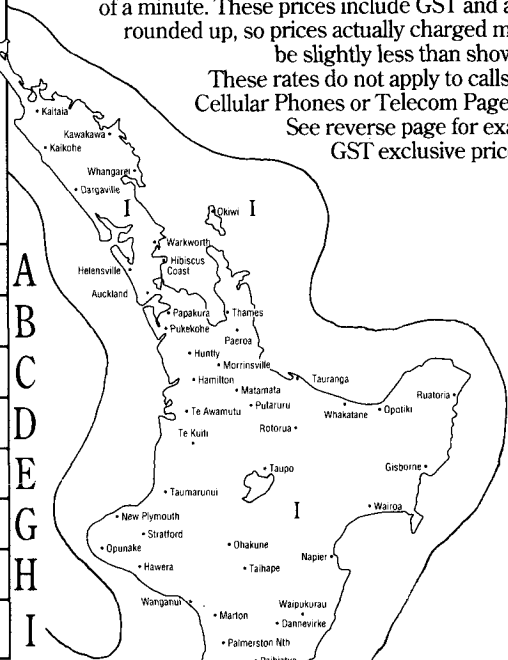 of a minute. These prices include GST and a
rounded up, so prices actually charged m
be slightly less than show
These rates do not apply to calls
Cellular Phones or Telecom Page
See reverse page for exa
GST exclusive pric
Kaitaia
Kawakawa
Kaikohe
Whangarei
Dargaville
I
Okiwi
I
Warkworth
Hibiscus
Coast
Helensville
A
Auckland
B
Papakura
Thames
Pukekohe
Paeroa
Huntly
Morrinsville
C
Hamilton
Tauranga
Matamata
Ruatoria
Putaruru
Te Awamutu
Whakatane
Opotiki
D
Rotorua
Te Kuiti
E
Taupo
Gisborne
Taumarunui
Wairoa
I
New Plymouth
G
Stratford
Opunake
Ohakune
Napier
H
Hawera
Taihape
Wanganui
Waipukurau
Marton
Dannevirke
I
Palmerston Nth